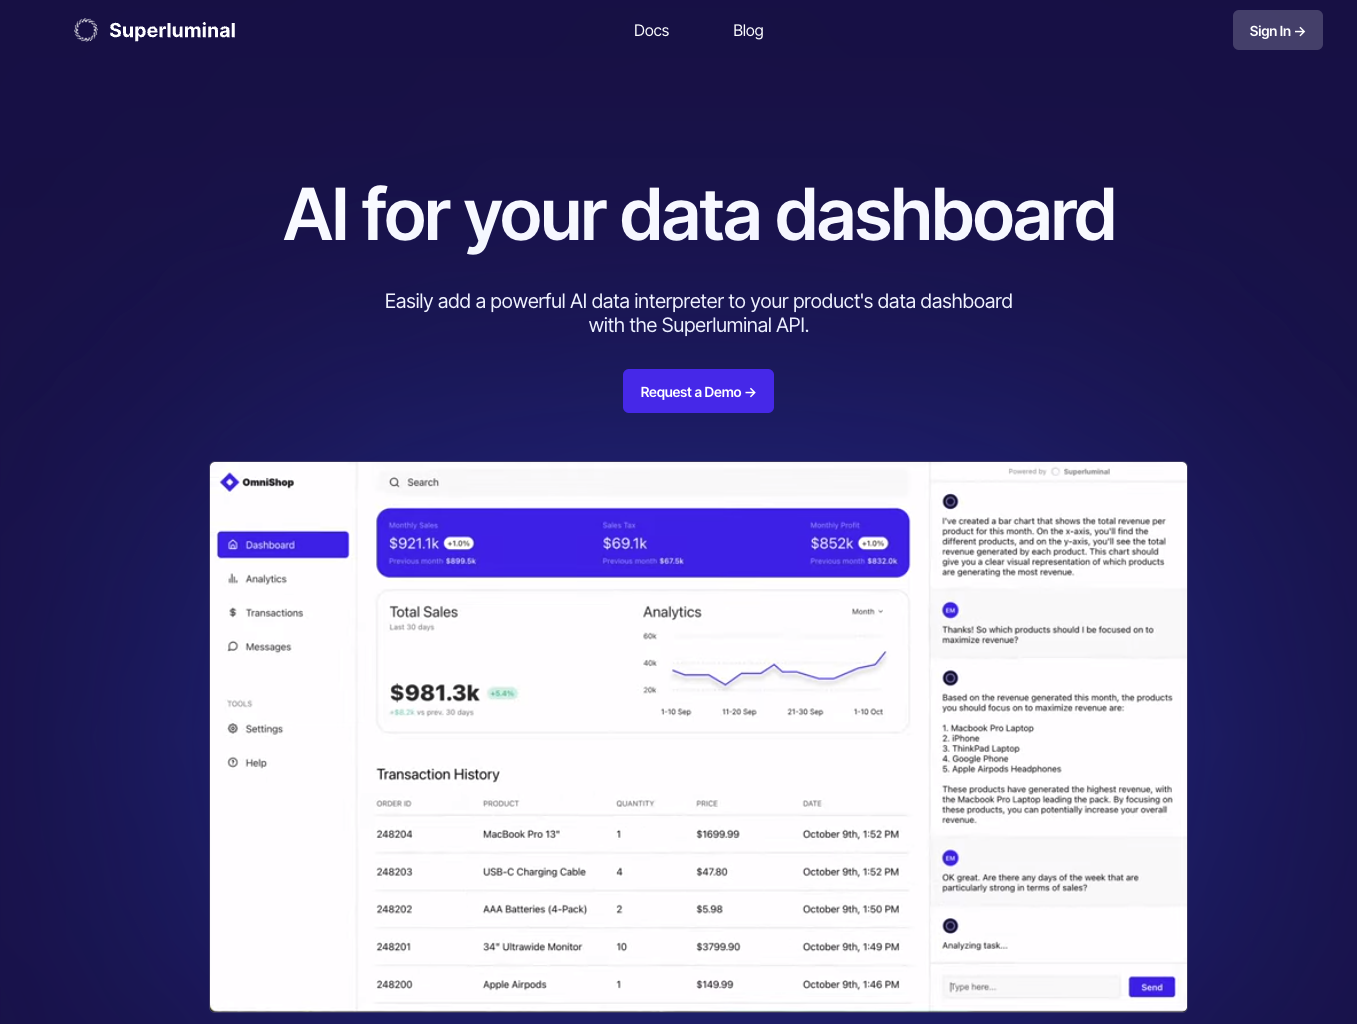 Superluminal
Docs
Blog
Sign In →
AI for your data dashboard
Easily add a powerful AI data interpreter to your product's data dashboard
with the Superluminal API.
Request a Demo →
OmniShop
Dashboard
Analytics
Transactions
Messages
TOOLS
Settings
Help
Search
Monthly Sales
$921.1k +1.0%
Previous month $899.5k
Sales Tax
$69.1k
Previous month $67.5k
Monthly Profit
$852k +1.0%
Previous month $832.0k
Total Sales
Last 30 days
$981.3k +5.4%
+$8.2k vs prev. 30 days
Analytics
Month
60k
40k
20k
1-10 Sep
11-20 Sep
21-30 Sep
1-10 Oct
Transaction History
ORDER ID PRODUCT QUANTITY PRICE DATE
248204 MacBook Pro 13" 1 $1699.99 October 9th, 1:52 PM
248203 USB-C Charging Cable 4 $47.80 October 9th, 1:52 PM
248202 AAA Batteries (4-Pack) 2 $5.98 October 9th, 1:50 PM
248201 34" Ultrawide Monitor 10 $3799.90 October 9th, 1:49 PM
248200 Apple Airpods 1 $149.99 October 9th, 1:46 PM
Powered by Superluminal
I've created a bar chart that shows the total revenue per
product for this month. On the x-axis, you'll find the
different products, and on the y-axis, you'll see the total
revenue generated by each product. This chart should
give you a clear visual representation of which products
are generating the most revenue.
EM
Thanks! So which products should I be focused on to
maximize revenue?
Based on the revenue generated this month, the products
you should focus on to maximize revenue are:
1. Macbook Pro Laptop
2. iPhone
3. ThinkPad Laptop
4. Google Phone
5. Apple Airpods Headphones
These products have generated the highest revenue, with
the Macbook Pro Laptop leading the pack. By focusing on
these products, you can potentially increase your overall
revenue.
EM
OK great. Are there any days of the week that are
particularly strong in terms of sales?
Analyzing task...
Type here...
Send